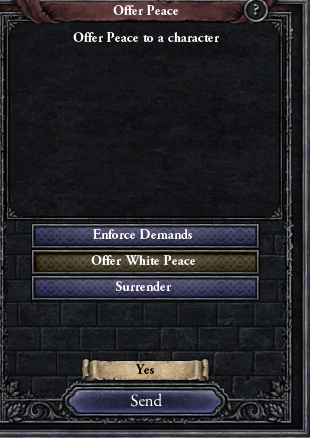 Offer Peace
?
Offer Peace to a character
Enforce Demands
Offer White Peace
Surrender
Yes
Send